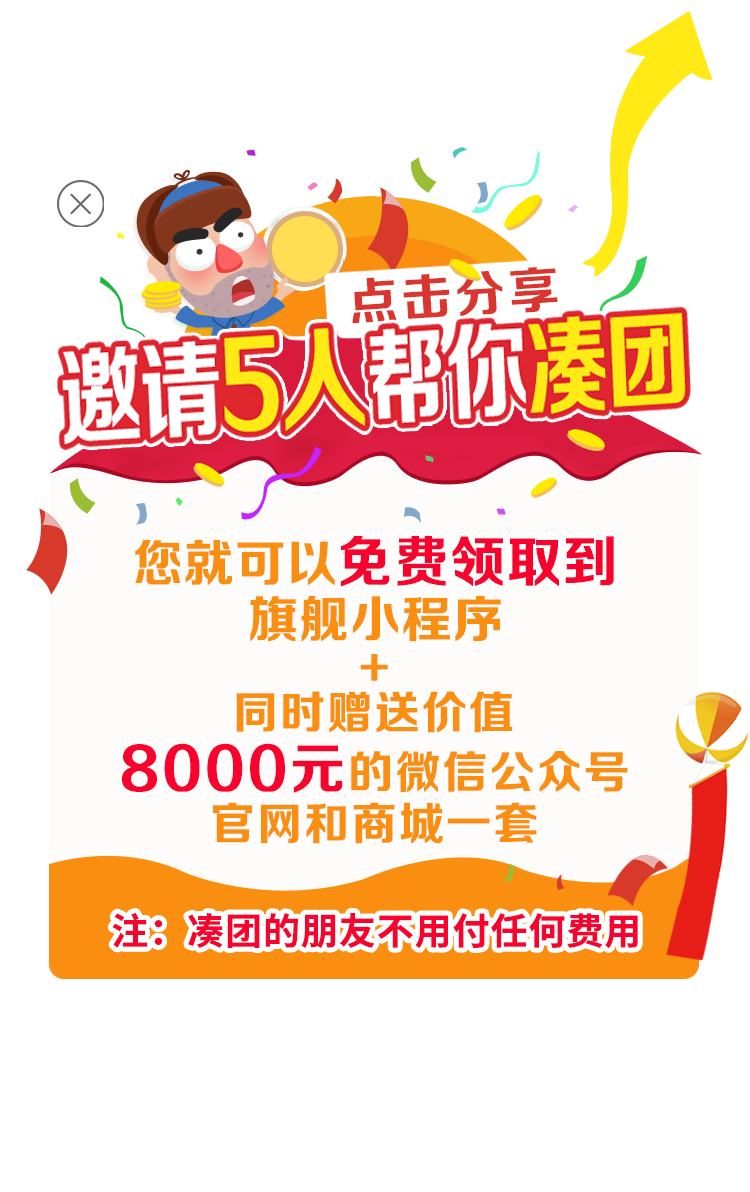 点击分享
邀请5人帮你凑团
您就可以免费领取到
旗舰小程序
+
同时赠送价值
8000元的微信公众号
官网和商城一套
注：凑团的朋友不用付任何费用